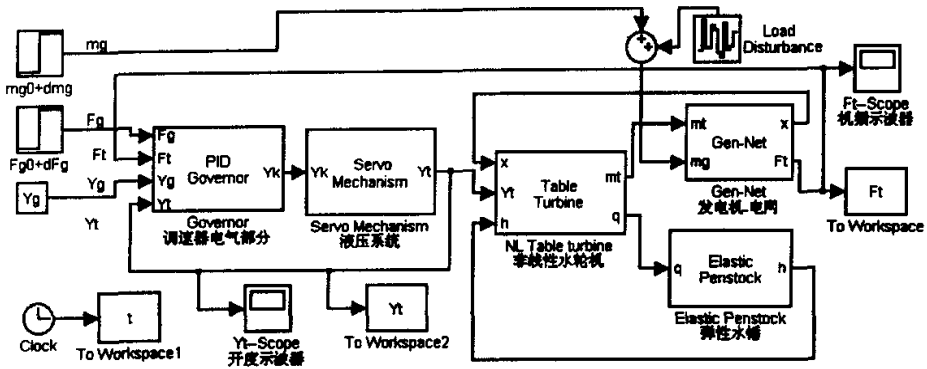 mg
Load
Disturbance
mg0+dmg
Ft-Scope
机频示波器
Fg
Fg0+dFg
Ft
Yg
Yg
Yt
Fg
Ft
Yg
Yt
PID
Governor
Yk
Governor
调速器电气部分
Yk
Servo
Mechanism
Yt
Servo Mechanism
液压系统
x
Yt
h
Table
Turbine
mt
q
NL Table turbine
非线性水轮机
mt
mg
Gen-Net
x
Ft
Gen-Net
发电机-电网
Ft
To Workspace
q
Elastic
Penstock
h
Elastic Penstock
弹性水锤
Clock
t
To Workspace1
Yt-Scope
开度示波器
Yt
To Workspace2